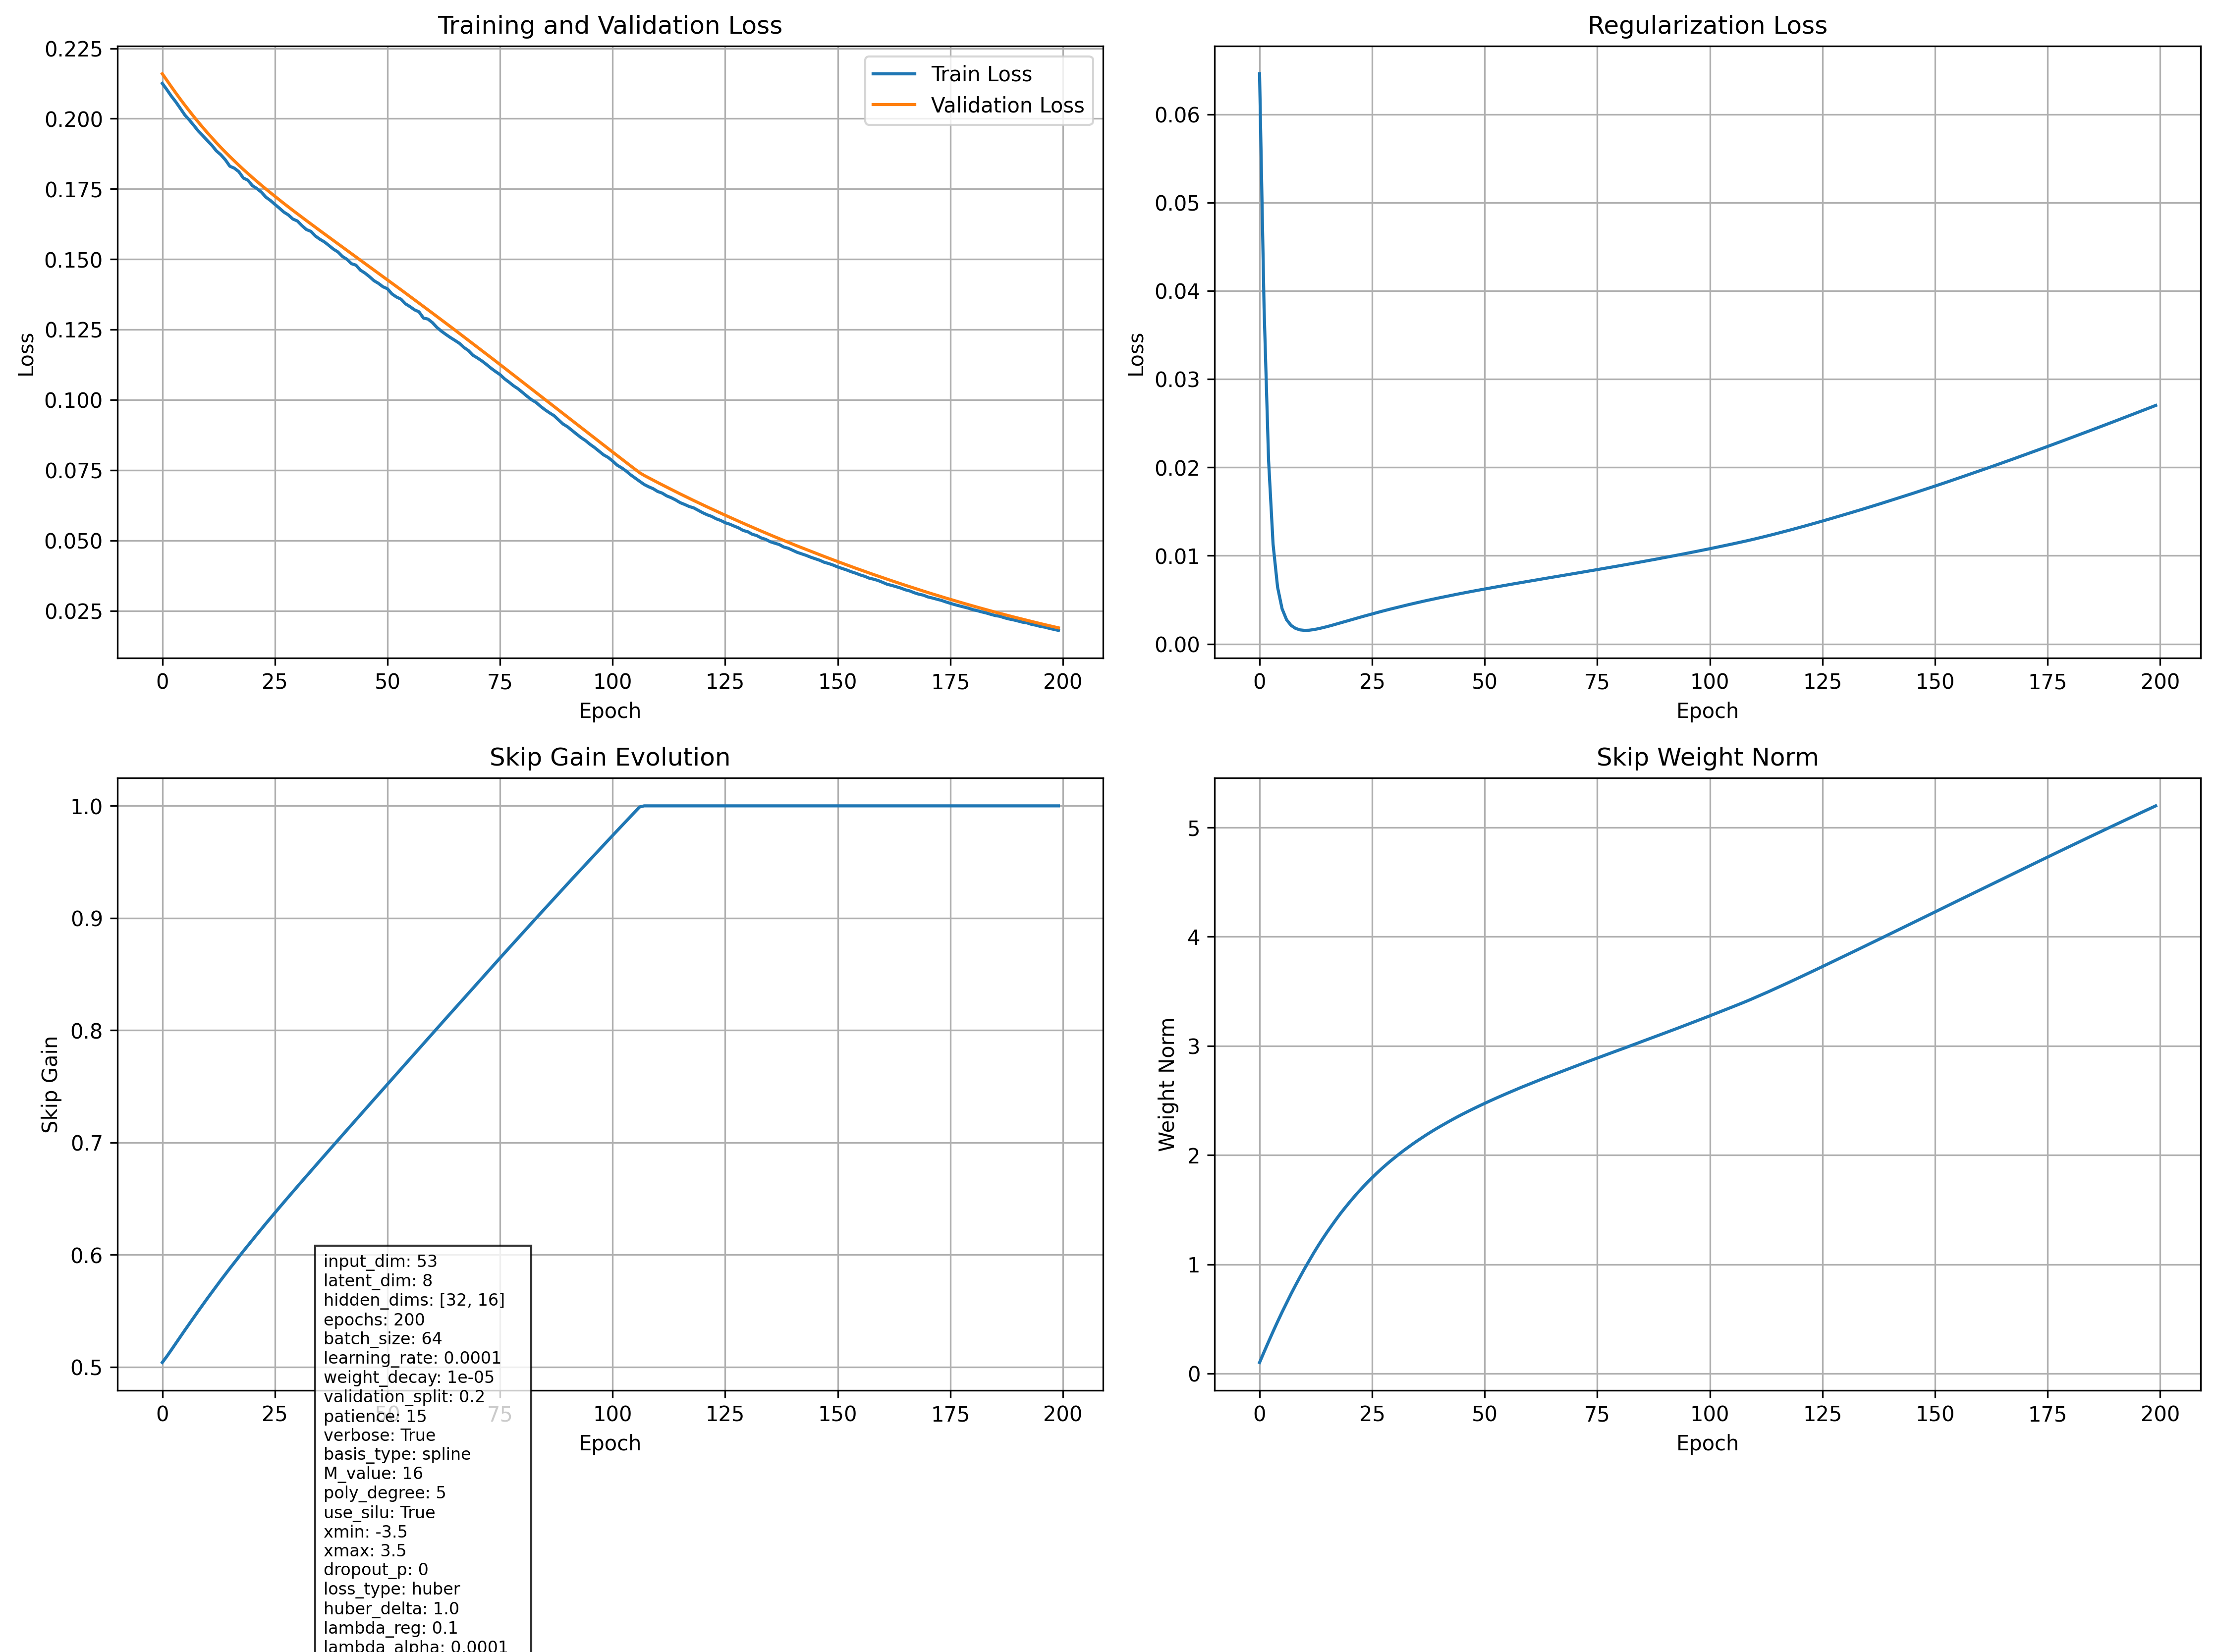 Training and Validation Loss
0.225
0.200
0.175
0.150
0.125
0.100
0.075
0.050
0.025
Loss
Train Loss
Validation Loss
0 25 50 75 100 125 150 175 200
Epoch
Regularization Loss
0.06
0.05
0.04
0.03
0.02
0.01
0.00
Loss
0 25 50 75 100 125 150 175 200
Epoch
Skip Gain Evolution
1.0
0.9
0.8
0.7
0.6
0.5
Skip Gain
0 25 50 75 100 125 150 175 200
Epoch
input_dim: 53
latent_dim: 8
hidden_dims: [32, 16]
epochs: 200
batch_size: 64
learning_rate: 0.0001
weight_decay: 1e-05
validation_split: 0.2
patience: 15
verbose: True
basis_type: spline
M_value: 16
poly_degree: 5
use_silu: True
xmin: -3.5
xmax: 3.5
dropout_p: 0
loss_type: huber
huber_delta: 1.0
lambda_reg: 0.1
lambda_alpha: 0.0001
Skip Weight Norm
5
4
3
2
1
0
Weight Norm
0 25 50 75 100 125 150 175 200
Epoch